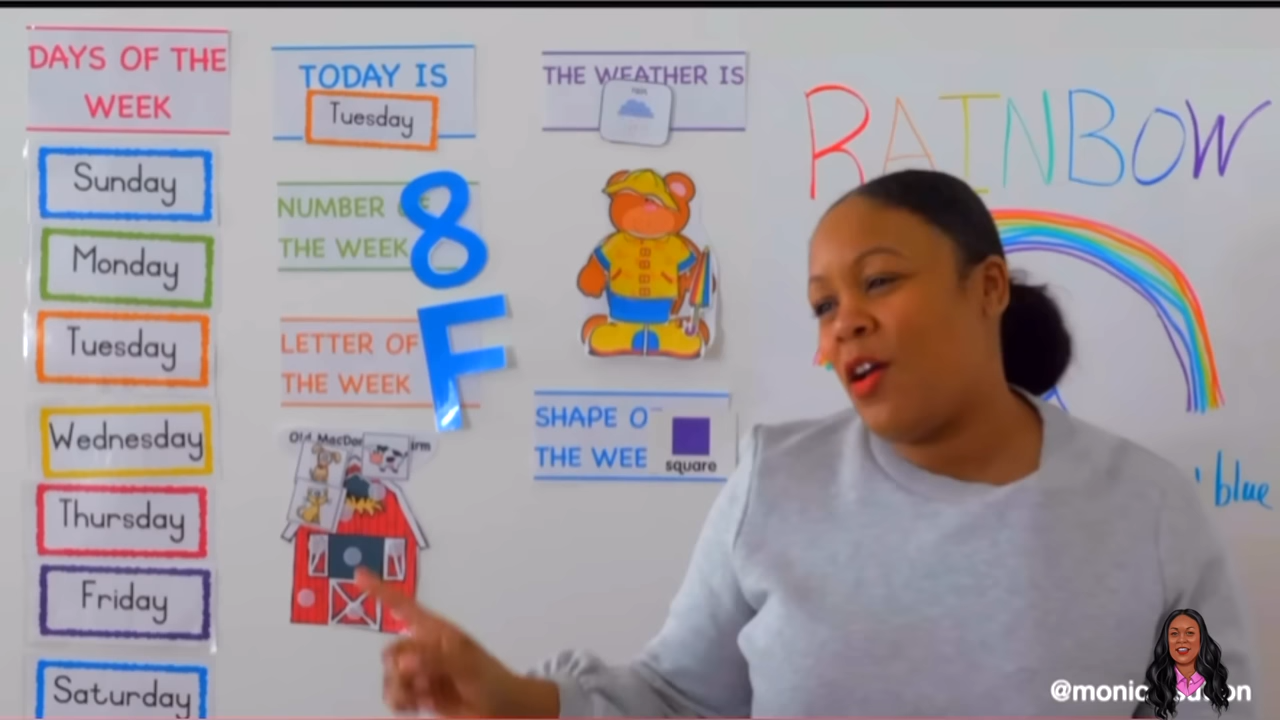 DAYS OF THE
WEEK
Sunday
Monday
Tuesday
Wednesday
Thursday
Friday
Saturday
TODAY IS
Tuesday
NUMBER
THE WEEK
8
LETTER OF
THE WEEK
F
Old
THE WEATHER IS
SHAPE O
THE WEE
square
RAINBOW
blue